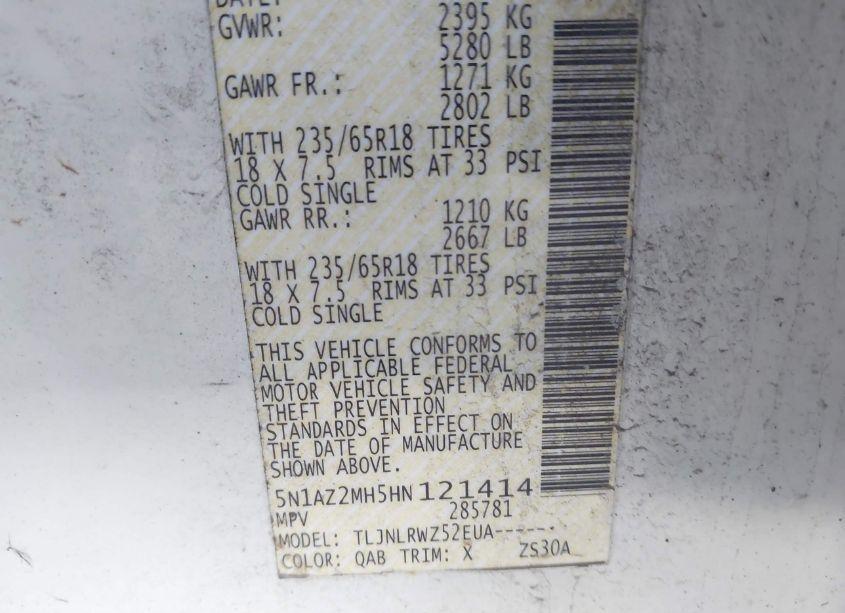 DATE:
GVWR: 2395 KG
5280 LB
GAWR FR.: 1271 KG
2802 LB
WITH 235/65R18 TIRES
18 X 7.5 RIMS AT 33 PSI
COLD SINGLE
GAWR RR.: 1210 KG
2667 LB
WITH 235/65R18 TIRES
18 X 7.5 RIMS AT 33 PSI
COLD SINGLE
THIS VEHICLE CONFORMS TO
ALL APPLICABLE FEDERAL
MOTOR VEHICLE SAFETY AND
THEFT PREVENTION
STANDARDS IN EFFECT ON
THE DATE OF MANUFACTURE
SHOWN ABOVE.
5N1AZ2MH5HN121414
MPV 285781
MODEL: TLJNLRWZ52EUA------
COLOR: QAB TRIM: X ZS30A